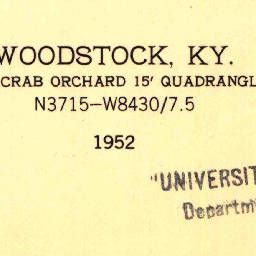 WOODSTOCK, KY.
CRAB ORCHARD 15' QUADRANGL
N3715–W8430/7.5
1952
"UNIVERSIT
Departm